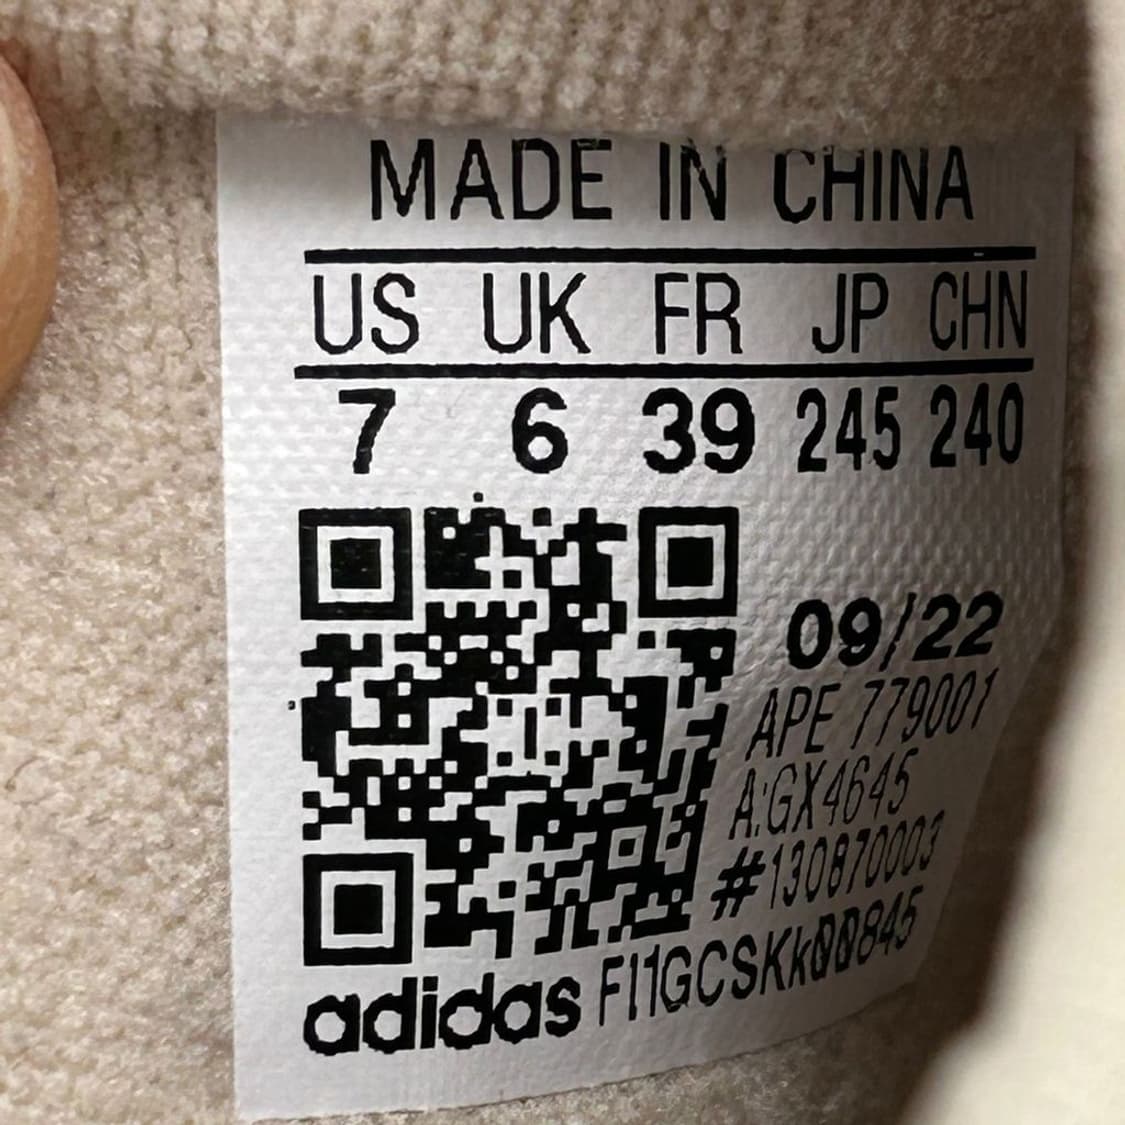 MADE IN CHINA
US UK FR JP CHN
7 6 39 245 240
09/22
APE 779001
A:GX4645
#130870003
adidas FI1GCSKk00845